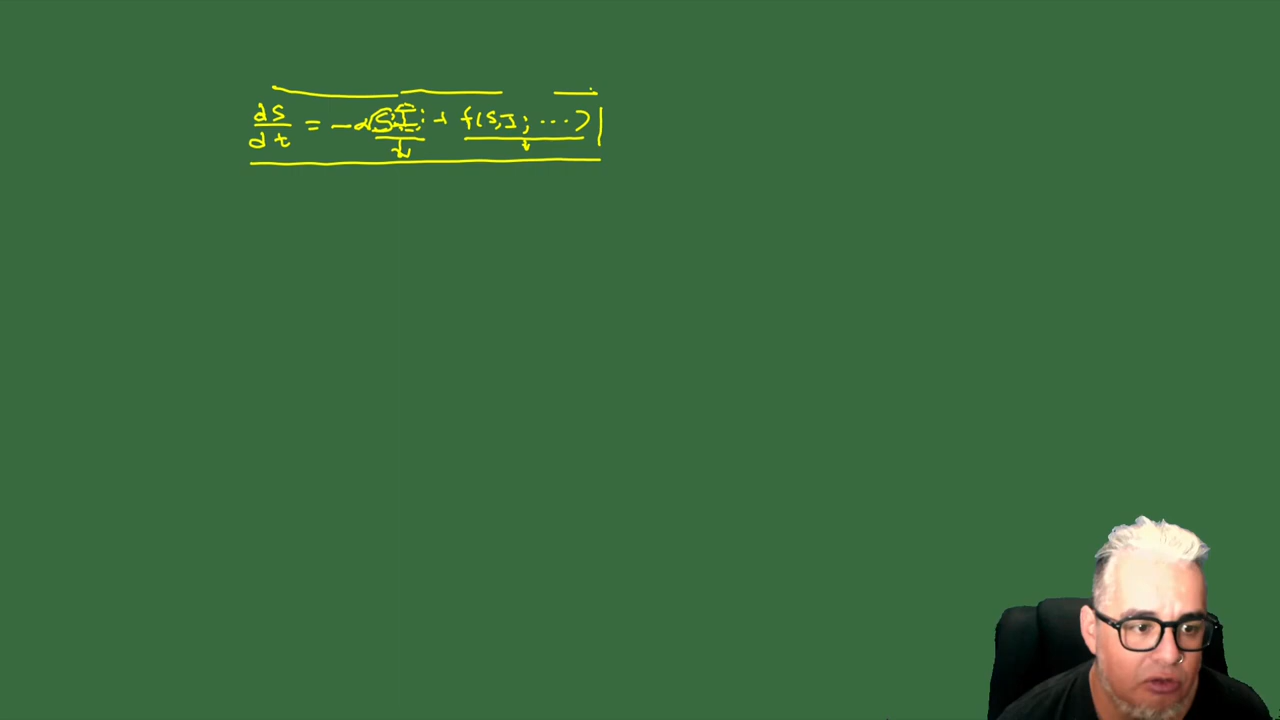 dS/dt = -αSI + f(S,I; ...)